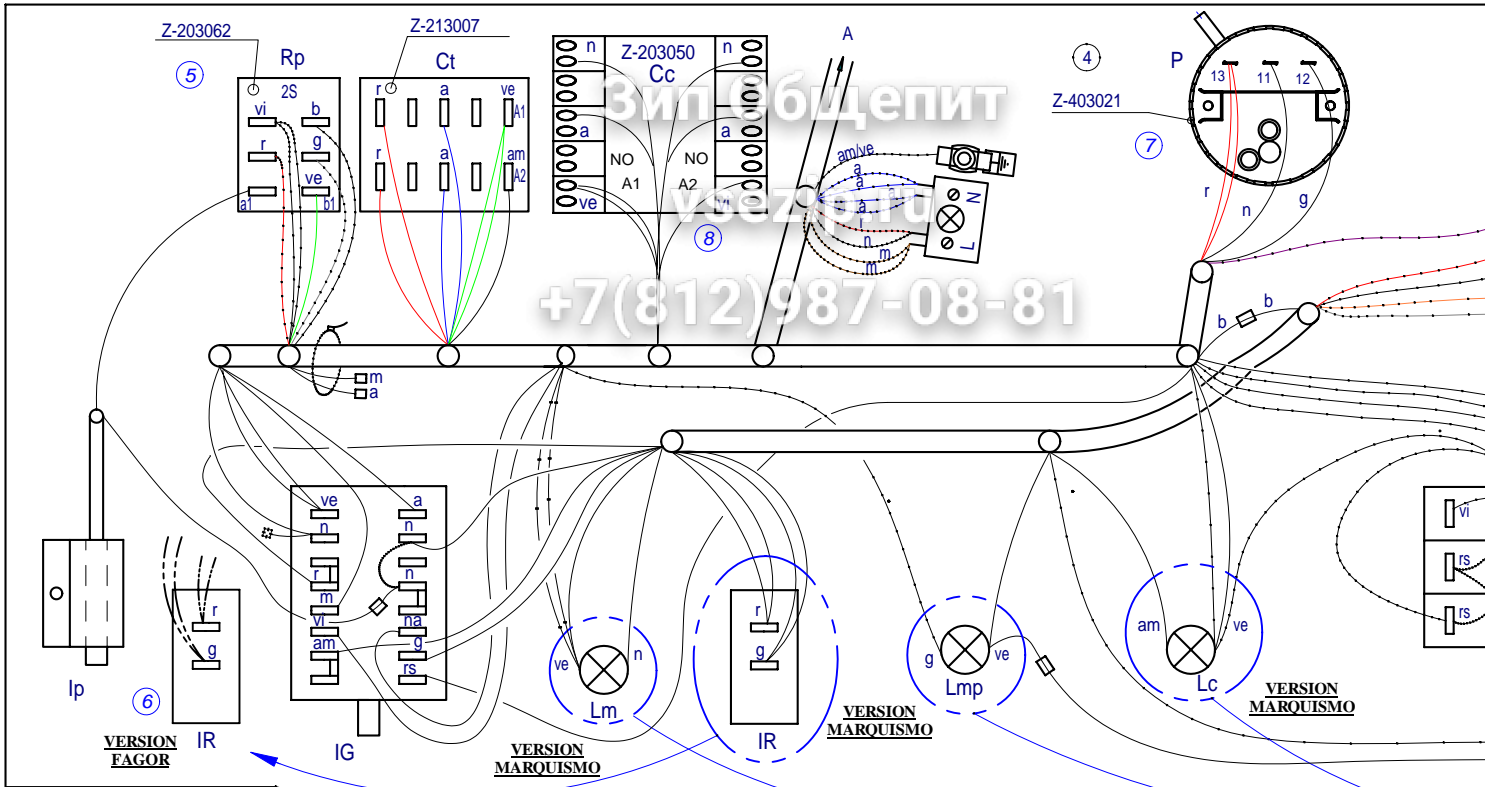 Z-203062
Z-213007
A
4
P
5
Rp
Ct
n
Z-203050
n
Cc
13
11
12
2S
r
a
ve
Z-403021
vi
b
A1
Зип Общепит
r
g
a
a
am/ve
7
NO
NO
r
a
am
a
a
a
a
A1
A2
A2
ve
a1
b1
ve
vi
vsezip.ru
N
L
r
n
m
m
8
r
n
g
+7(812)987-08-81
b
b
m
a
ve
a
n
n
r
n
m
vi
na
am
g
rs
r
g
r
g
ve
n
g
ve
am
ve
vi
rs
rs
Ip
6
IR
IG
Lm
IR
Lmp
Lc
VERSION
FAGOR
VERSION
MARQUISMO
VERSION
MARQUISMO
VERSION
MARQUISMO